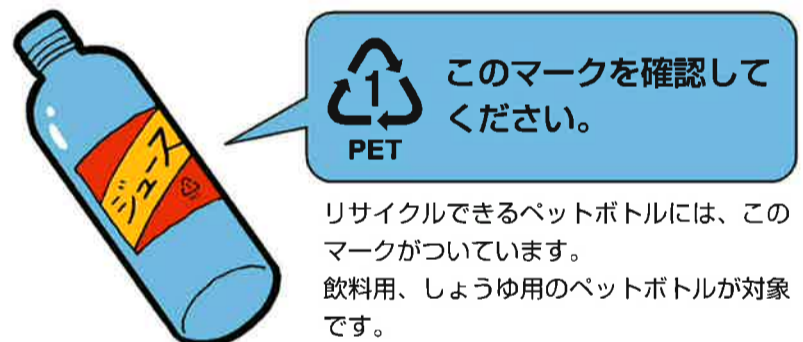 ジュース
1
PET
このマークを確認して
ください。
リサイクルできるペットボトルには、この
マークがついています。
飲料用、しょうゆ用のペットボトルが対象
です。